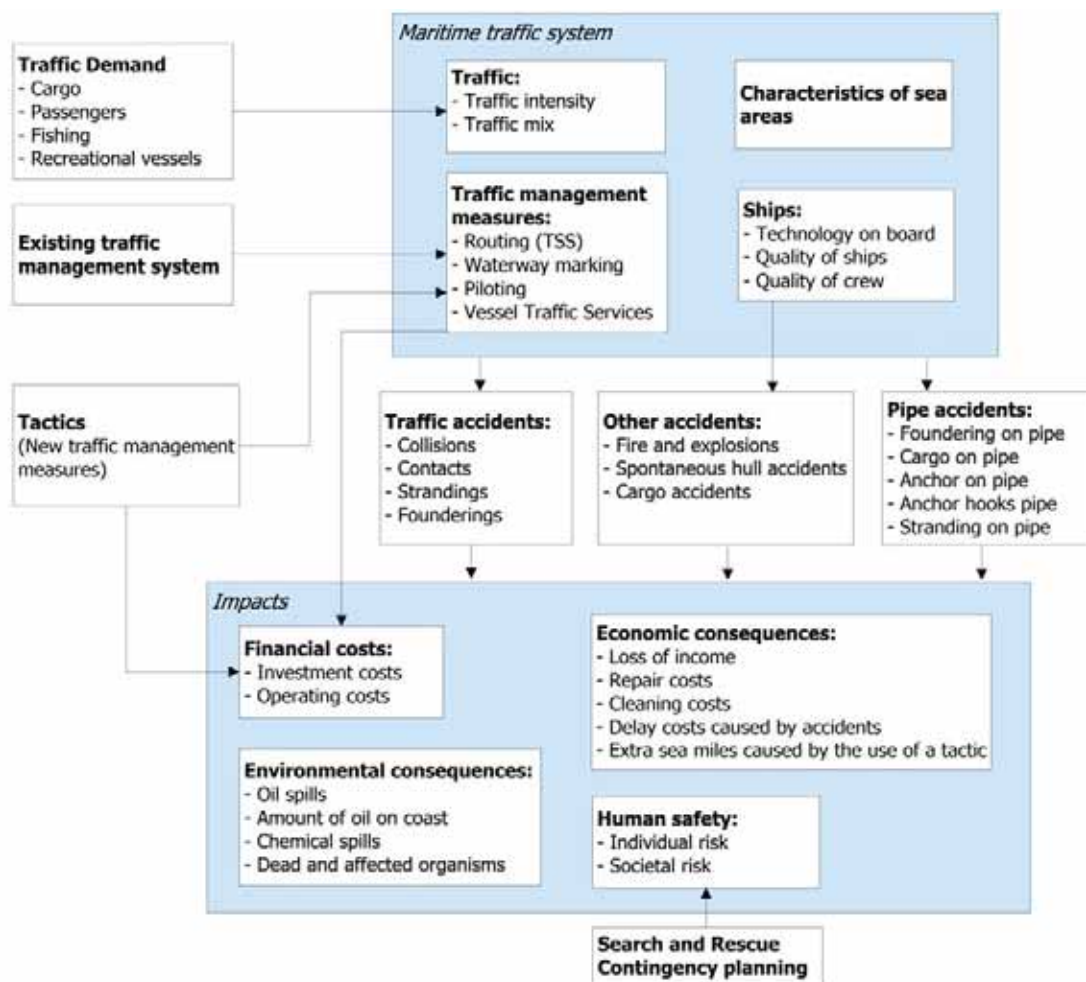 Maritime traffic system
Traffic Demand
- Cargo
- Passengers
- Fishing
- Recreational vessels
Traffic:
- Traffic intensity
- Traffic mix
Characteristics of sea
areas
Existing traffic
management system
Traffic management
measures:
- Routing (TSS)
- Waterway marking
- Piloting
- Vessel Traffic Services
Ships:
- Technology on board
- Quality of ships
- Quality of crew
Tactics
(New traffic management
measures)
Traffic accidents:
- Collisions
- Contacts
- Strandings
- Founderings
Other accidents:
- Fire and explosions
- Spontaneous hull accidents
- Cargo accidents
Pipe accidents:
- Foundering on pipe
- Cargo on pipe
- Anchor on pipe
- Anchor hooks pipe
- Stranding on pipe
Impacts
Financial costs:
- Investment costs
- Operating costs
Economic consequences:
- Loss of income
- Repair costs
- Cleaning costs
- Delay costs caused by accidents
- Extra sea miles caused by the use of a tactic
Environmental consequences:
- Oil spills
- Amount of oil on coast
- Chemical spills
- Dead and affected organisms
Human safety:
- Individual risk
- Societal risk
Search and Rescue
Contingency planning